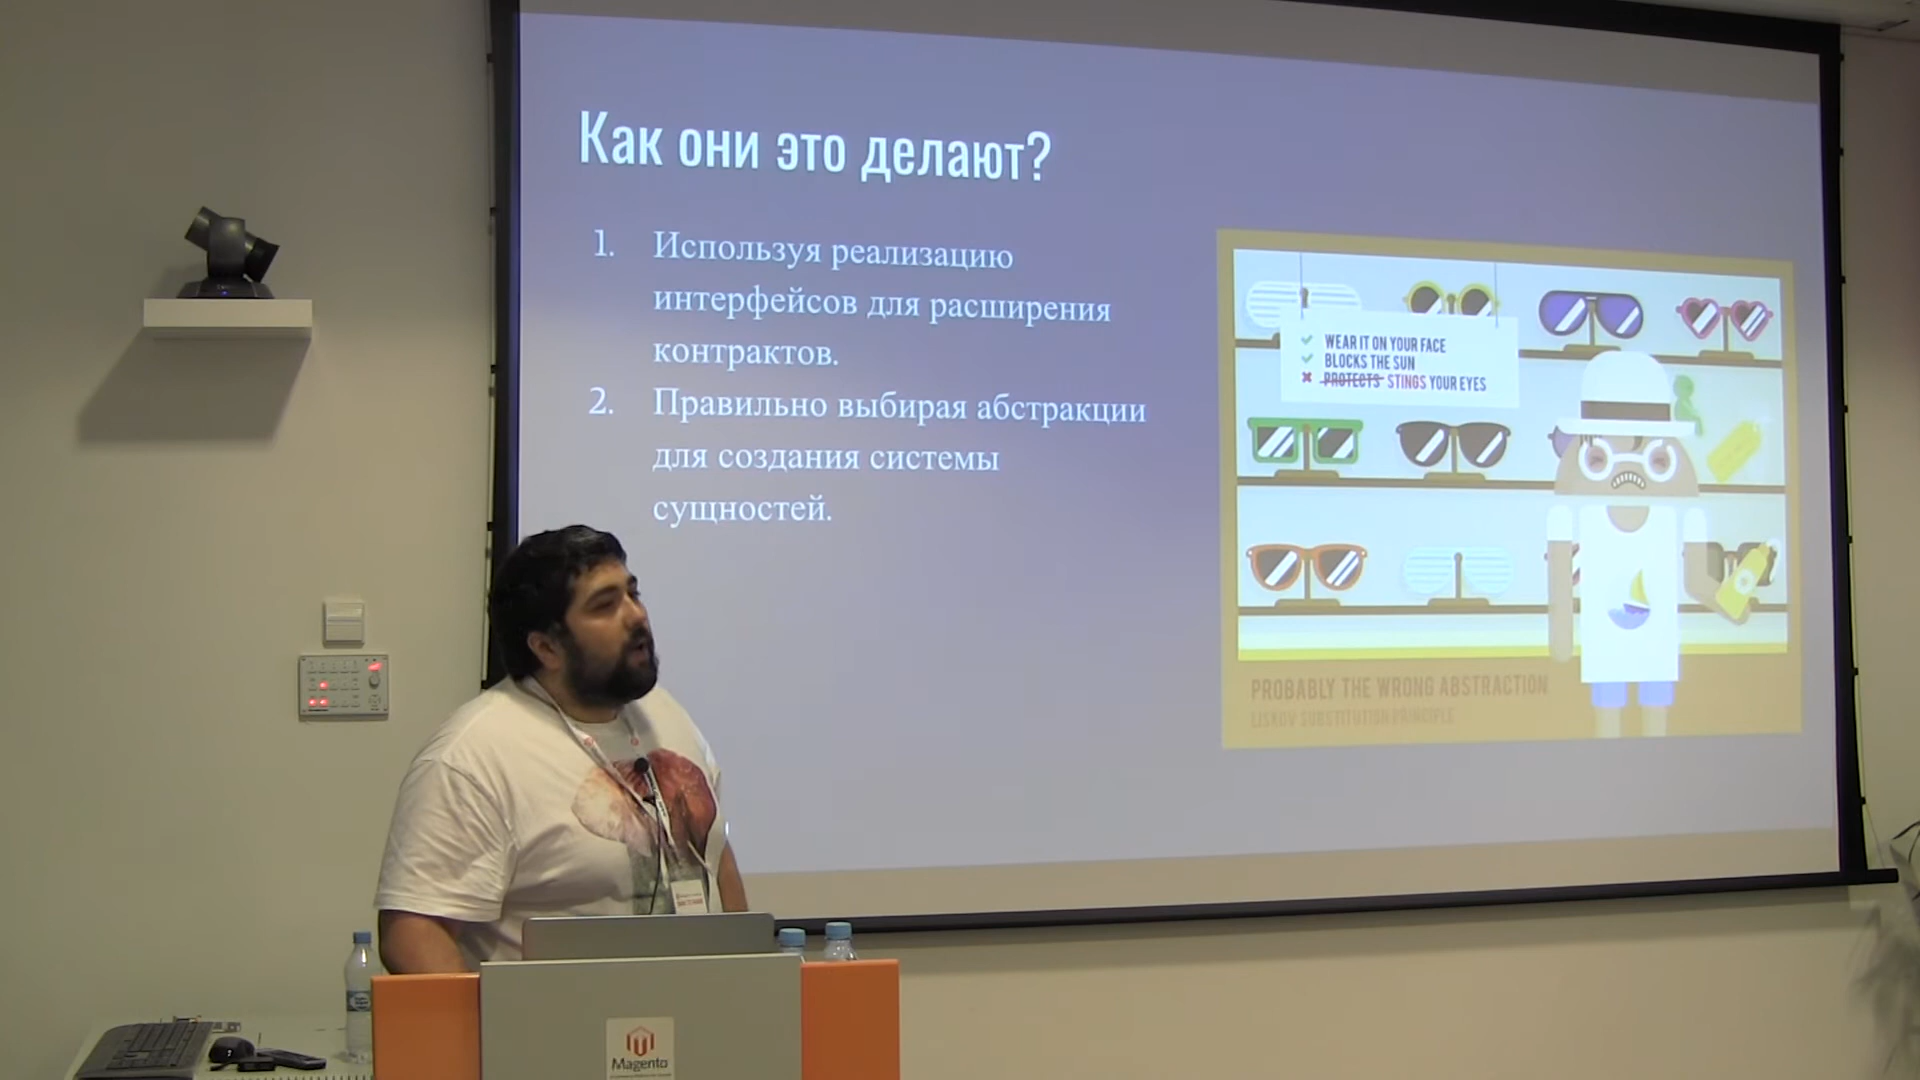 Как они это делают?
1. Используя реализацию
интерфейсов для расширения
контрактов.
2. Правильно выбирая абстракции
для создания системы
сущностей.
WEAR IT ON YOUR FACE
BLOCKS THE SUN
PROTECTS STINGS YOUR EYES
PROBABLY THE WRONG ABSTRACTION
LISKOV SUBSTITUTION PRINCIPLE
Magento